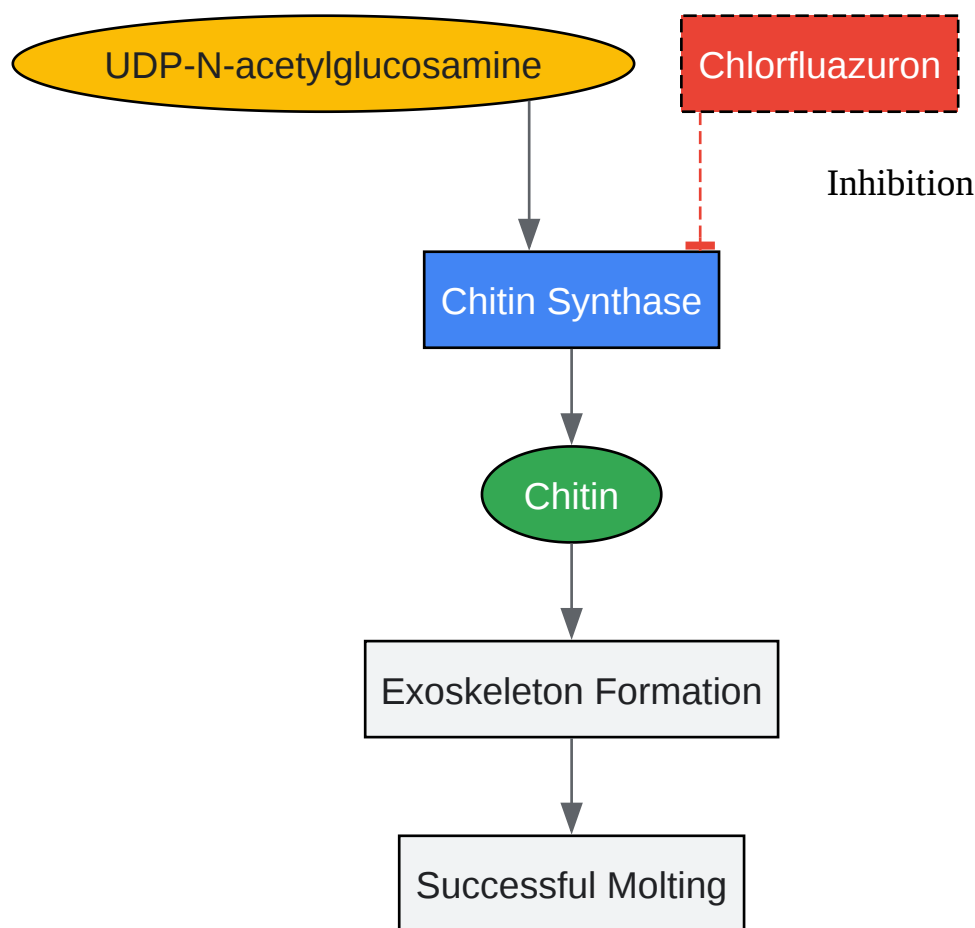 UDP-N-acetylglucosamine
Chlorfluazuron
Inhibition
Chitin Synthase
Chitin
Exoskeleton Formation
Successful Molting